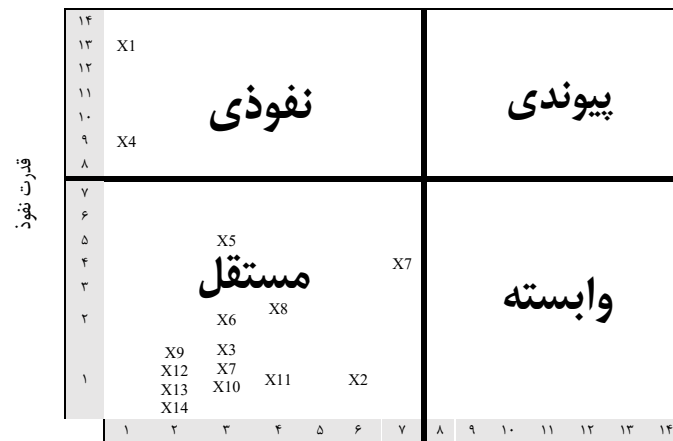 قدرت نفوذ
۱۴
۱۳ X1
۱۲
۱۱
۱۰
۹ X4
۸
نفوذی
پیوندی
۷
۶
۵ X5
۴ X7
۳
مستقل
وابسته
۲ X6 X8
X9 X3
X12 X7
۱ X13 X10 X11 X2
X14
۱ ۲ ۳ ۴ ۵ ۶ ۷ ۸ ۹ ۱۰ ۱۱ ۱۲ ۱۳ ۱۴